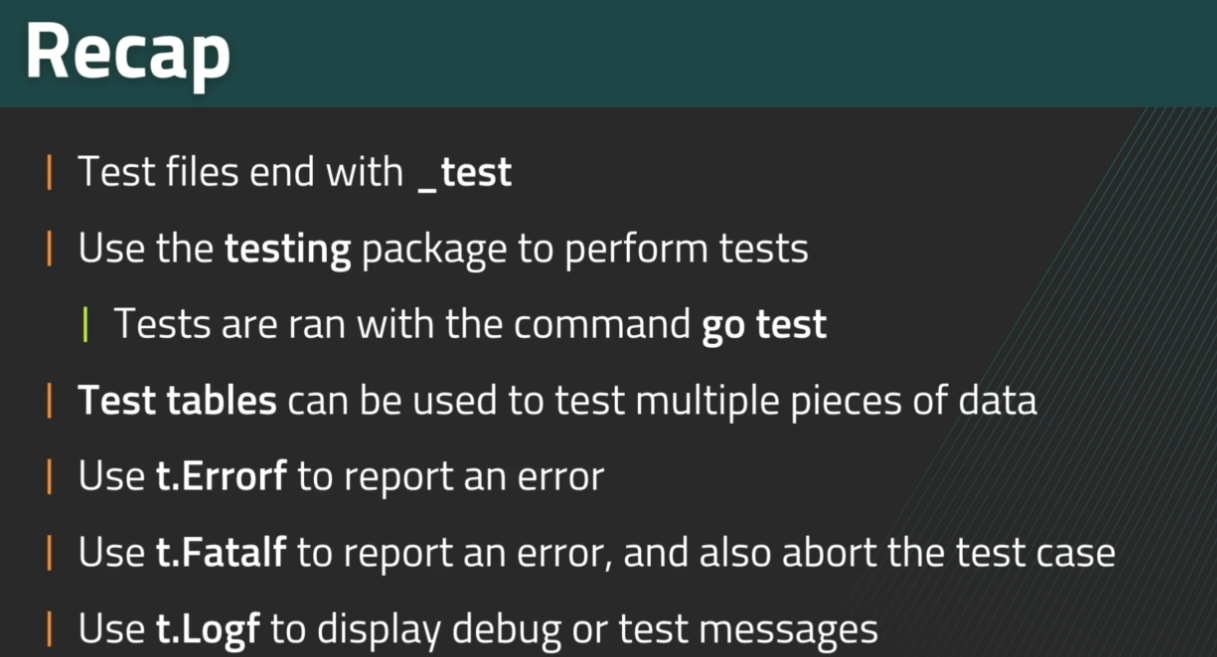 Recap
Test files end with _test
Use the testing package to perform tests
Tests are ran with the command go test
Test tables can be used to test multiple pieces of data
Use t.Errorf to report an error
Use t.Fatalf to report an error, and also abort the test case
Use t.Logf to display debug or test messages